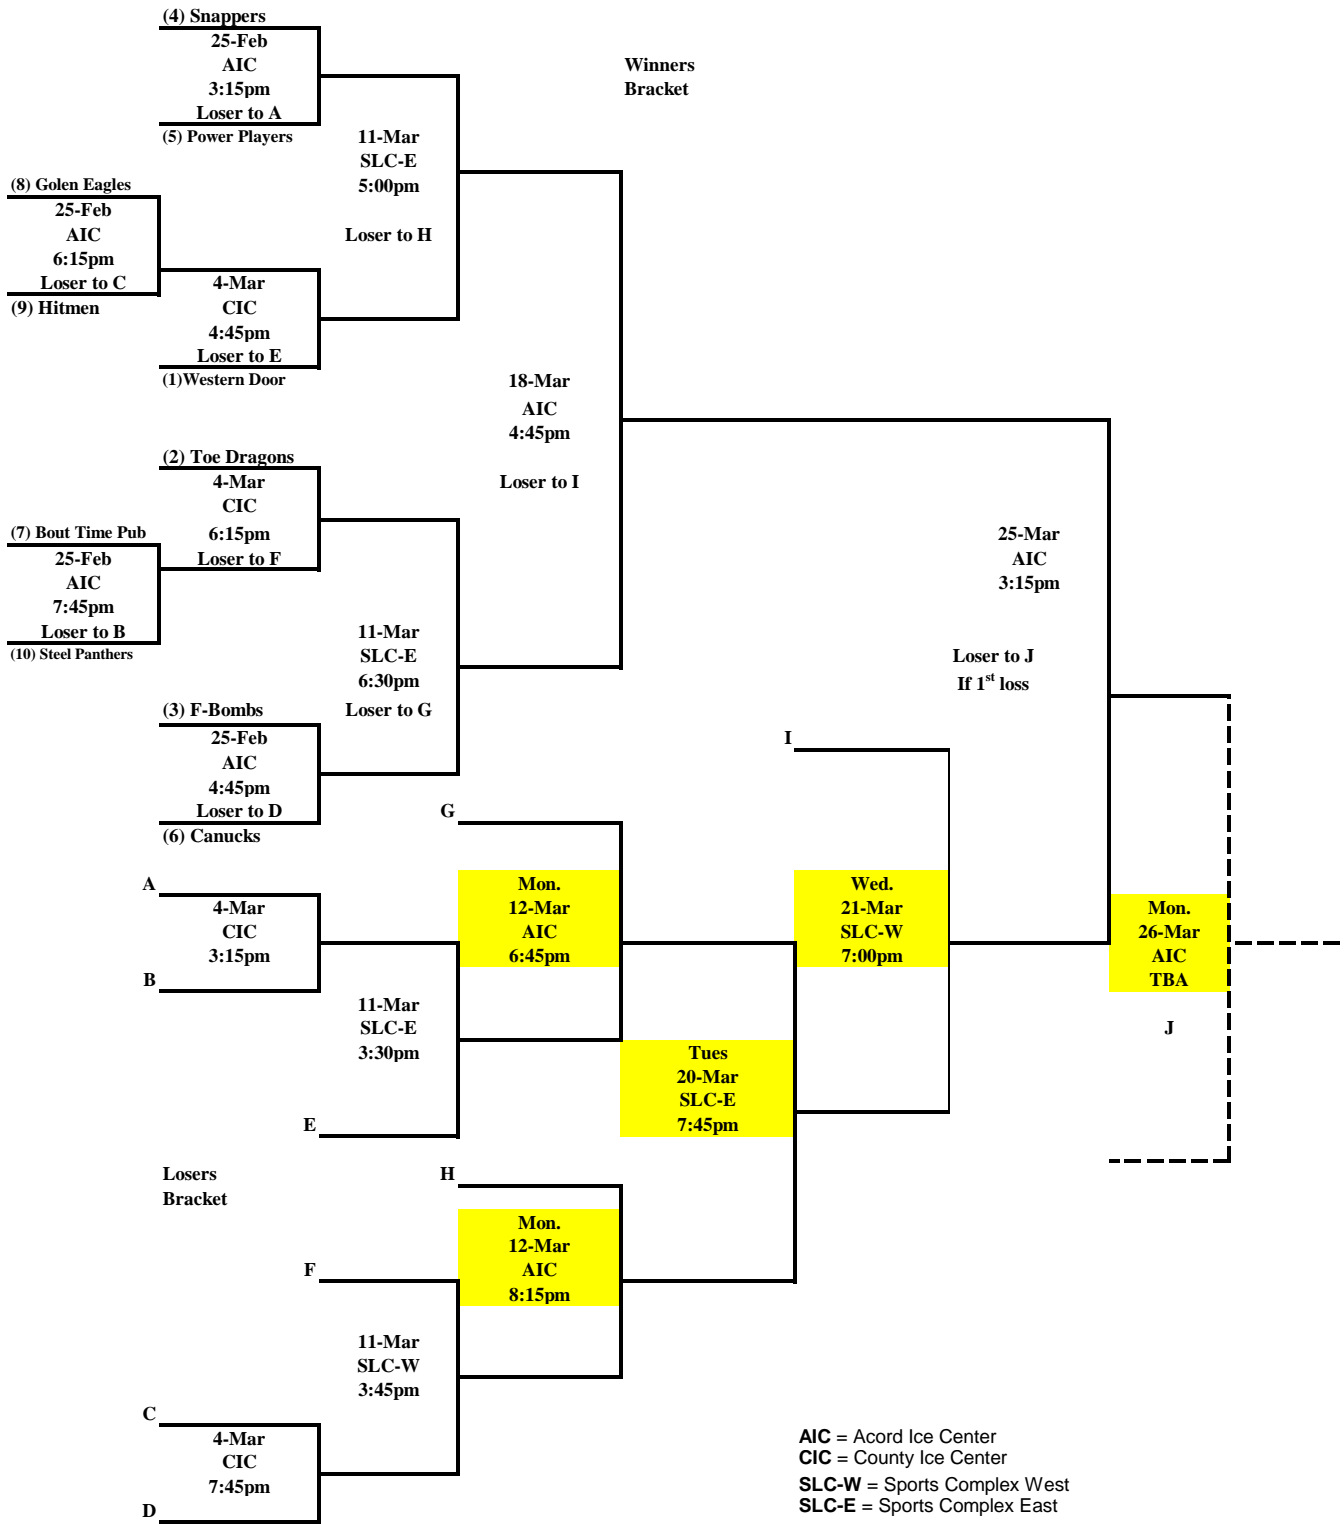 (4) Snappers
25-Feb
AIC
3:15pm
Loser to A
(5) Power Players
Winners
Bracket
11-Mar
SLC-E
5:00pm
Loser to H
(8) Golen Eagles
25-Feb
AIC
6:15pm
Loser to C
(9) Hitmen
4-Mar
CIC
4:45pm
Loser to E
(1)Western Door
18-Mar
AIC
4:45pm
Loser to I
(2) Toe Dragons
4-Mar
CIC
6:15pm
Loser to F
(7) Bout Time Pub
25-Feb
AIC
7:45pm
Loser to B
(10) Steel Panthers
25-Mar
AIC
3:15pm
Loser to J
If 1st loss
11-Mar
SLC-E
6:30pm
Loser to G
(3) F-Bombs
25-Feb
AIC
4:45pm
Loser to D
(6) Canucks
I
G
A
4-Mar
CIC
3:15pm
B
Mon.
12-Mar
AIC
6:45pm
Wed.
21-Mar
SLC-W
7:00pm
Mon.
26-Mar
AIC
TBA
J
11-Mar
SLC-E
3:30pm
E
Tues
20-Mar
SLC-E
7:45pm
Losers
Bracket
H
Mon.
12-Mar
AIC
8:15pm
F
11-Mar
SLC-W
3:45pm
C
4-Mar
CIC
7:45pm
D
AIC = Acord Ice Center
CIC = County Ice Center
SLC-W = Sports Complex West
SLC-E = Sports Complex East